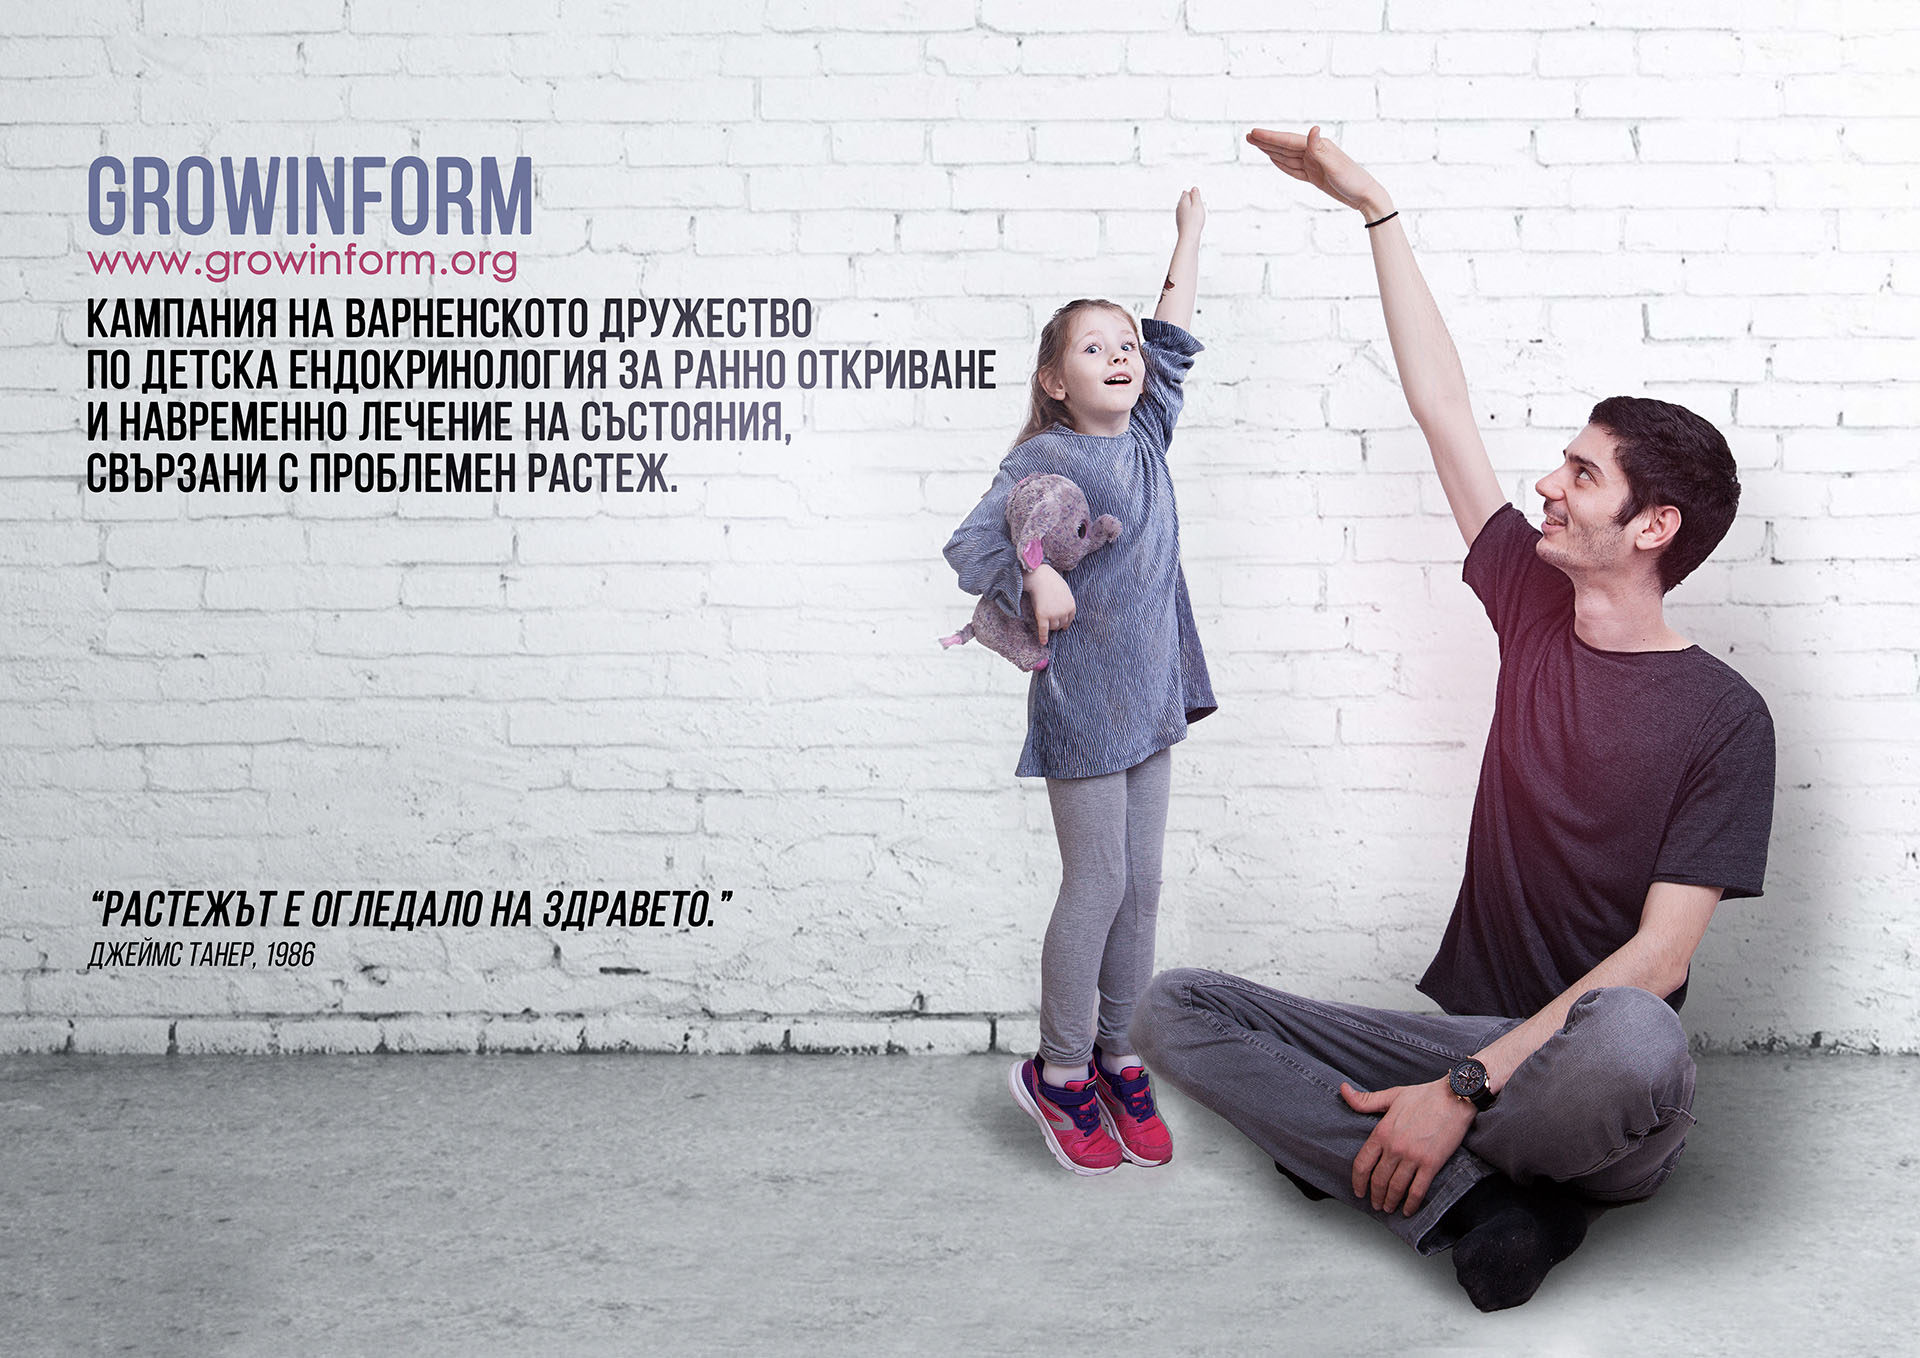 GROWINFORM
www.growinform.org
КАМПАНИЯ НА ВАРНЕНСКОТО ДРУЖЕСТВО
ПО ДЕТСКА ЕНДОКРИНОЛОГИЯ ЗА РАННО ОТКРИВАНЕ
И НАВРЕМЕННО ЛЕЧЕНИЕ НА СЪСТОЯНИЯ,
СВЪРЗАНИ С ПРОБЛЕМЕН РАСТЕЖ.
“РАСТЕЖЪТ Е ОГЛЕДАЛО НА ЗДРАВЕТО.”
ДЖЕЙМС ТАНЕР, 1986